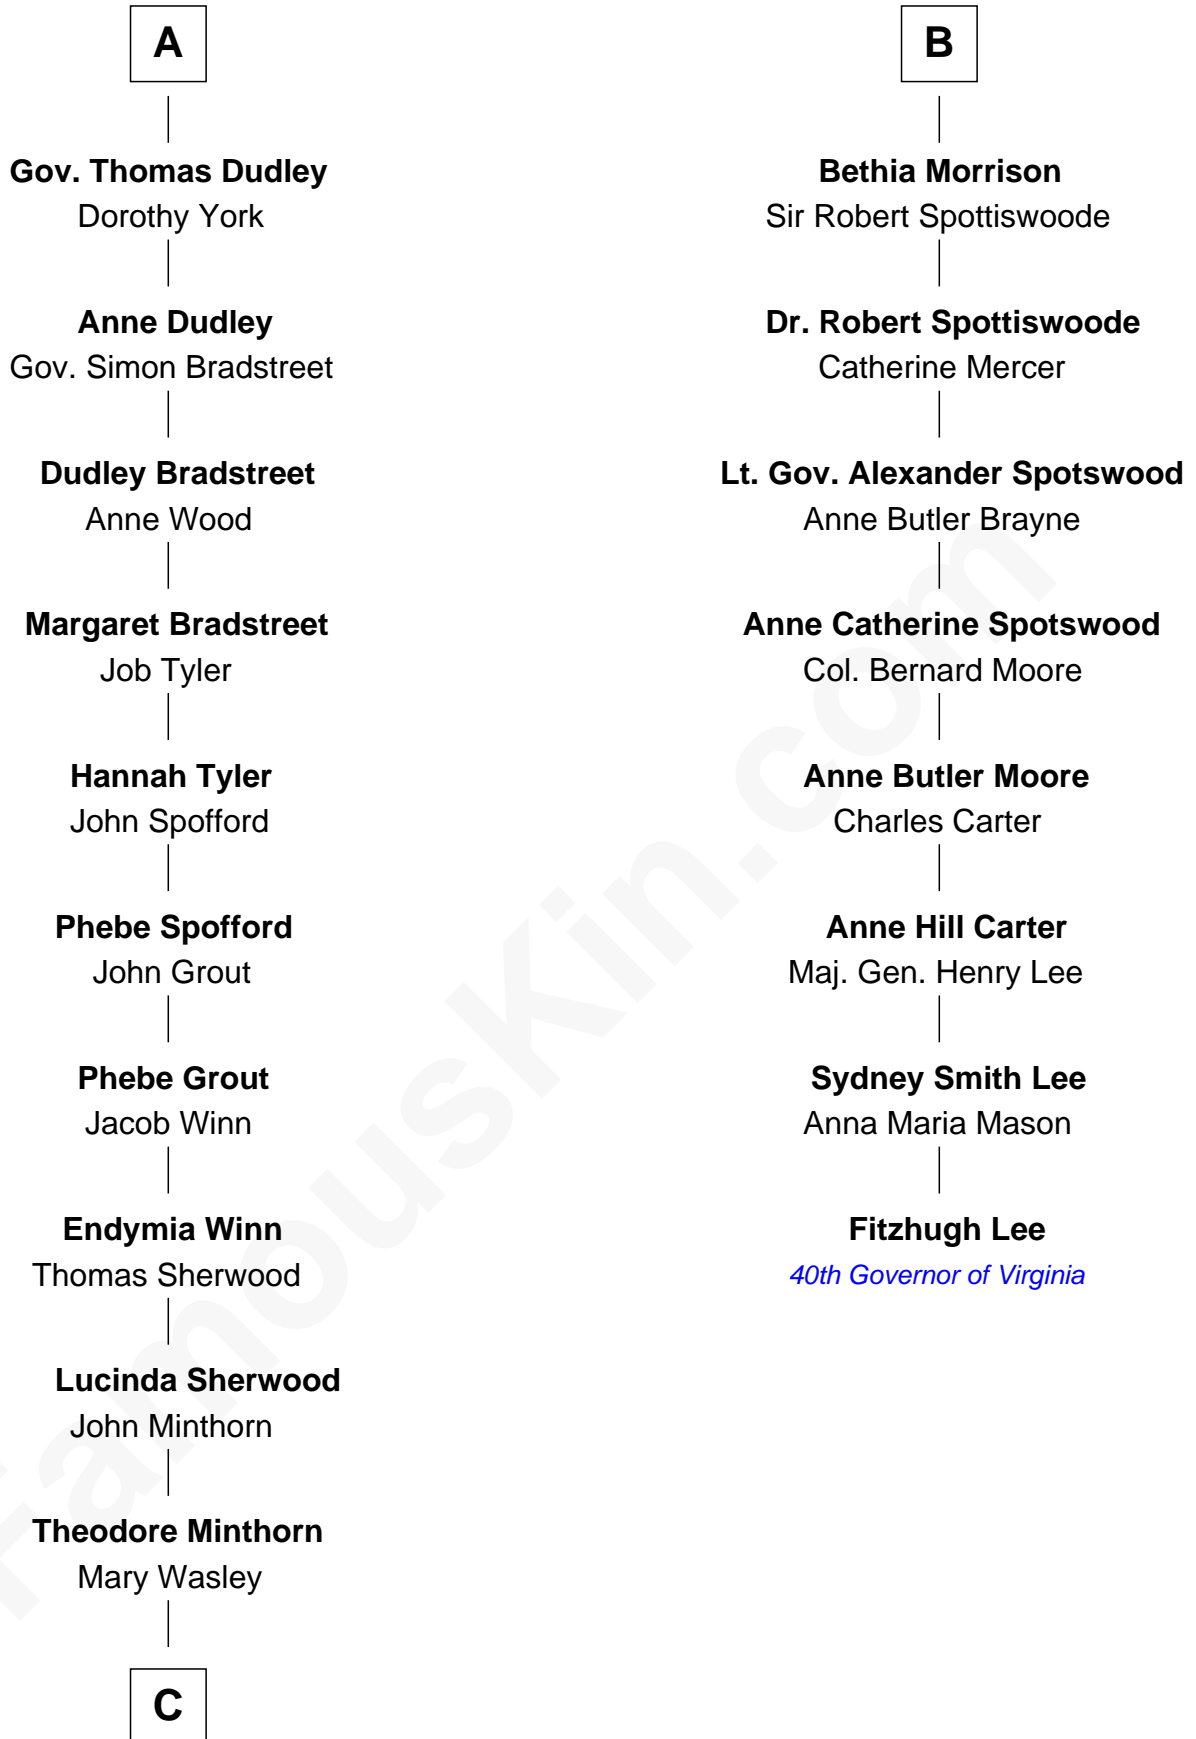 A
Gov. Thomas Dudley
Dorothy York
Anne Dudley
Gov. Simon Bradstreet
Dudley Bradstreet
Anne Wood
Margaret Bradstreet
Job Tyler
Hannah Tyler
John Spofford
Phebe Spofford
John Grout
Phebe Grout
Jacob Winn
Endymia Winn
Thomas Sherwood
Lucinda Sherwood
John Minthorn
Theodore Minthorn
Mary Wasley
C
B
Bethia Morrison
Sir Robert Spottiswoode
Dr. Robert Spottiswoode
Catherine Mercer
Lt. Gov. Alexander Spotswood
Anne Butler Brayne
Anne Catherine Spotswood
Col. Bernard Moore
Anne Butler Moore
Charles Carter
Anne Hill Carter
Maj. Gen. Henry Lee
Sydney Smith Lee
Anna Maria Mason
Fitzhugh Lee
40th Governor of Virginia
FamousKin.com